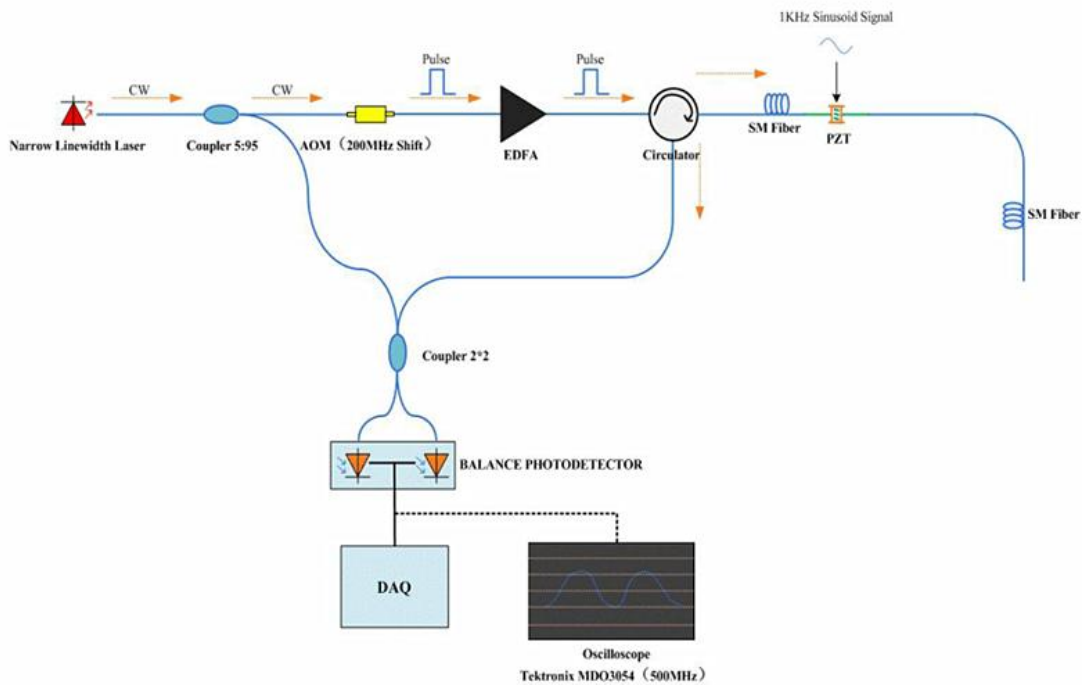 1KHz Sinusoid Signal
Pulse
Pulse
CW
CW
Narrow Linewidth Laser
Coupler 5:95
AOM（200MHz Shift）
EDFA
Circulator
SM Fiber
PZT
SM Fiber
Coupler 2*2
BALANCE PHOTODETECTOR
DAQ
Oscilloscope
Tektronix MDO3054（500MHz）